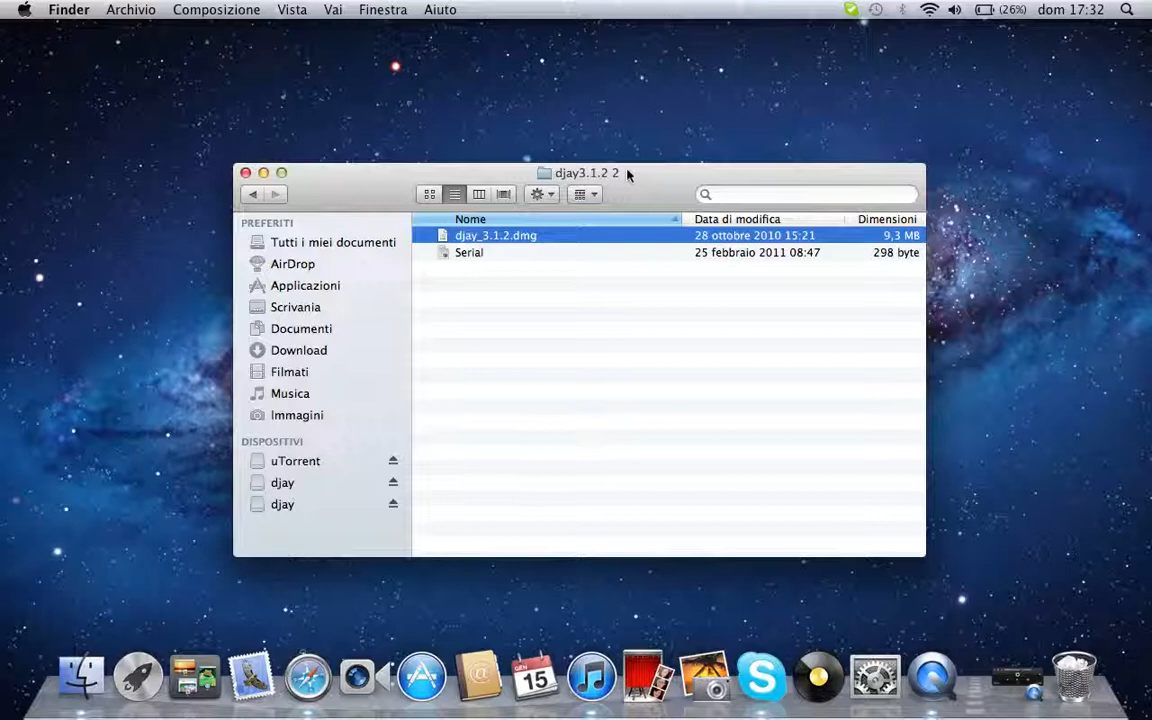 Finder Archivio Composizione Vista Vai Finestra Aiuto (26%) dom 17:32
djay3.1.2 2
PREFERITI
Tutti i miei documenti
AirDrop
Applicazioni
Scrivania
Documenti
Download
Filmati
Musica
Immagini
DISPOSITIVI
uTorrent
djay
djay
Nome Data di modifica Dimensioni
djay_3.1.2.dmg 28 ottobre 2010 15:21 9,3 MB
Serial 25 febbraio 2011 08:47 298 byte
GEN
15